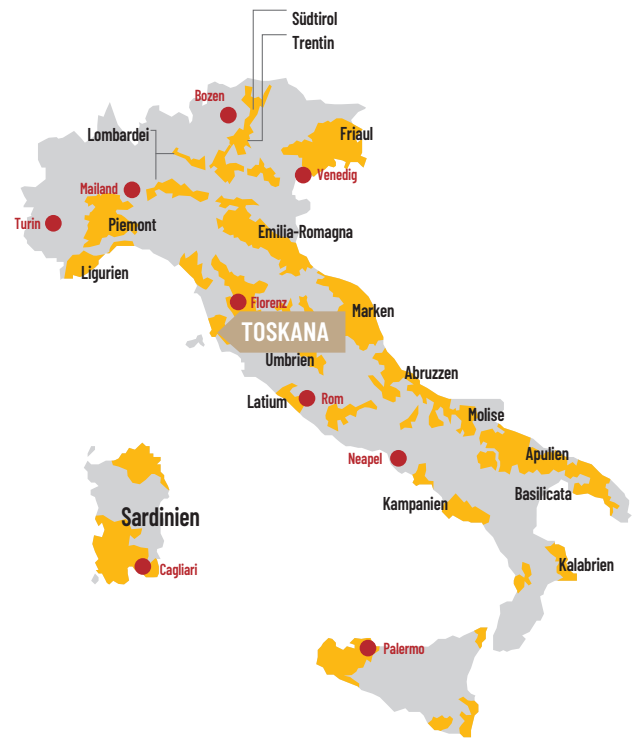 Südtirol
Trentin
Bozen
Lombardei
Friaul
Venedig
Mailand
Turin
Piemont
Emilia-Romagna
Ligurien
Florenz
Marken
TOSKANA
Umbrien
Abruzzen
Latium
Rom
Molise
Neapel
Apulien
Basilicata
Kampanien
Sardinien
Kalabrien
Cagliari
Palermo